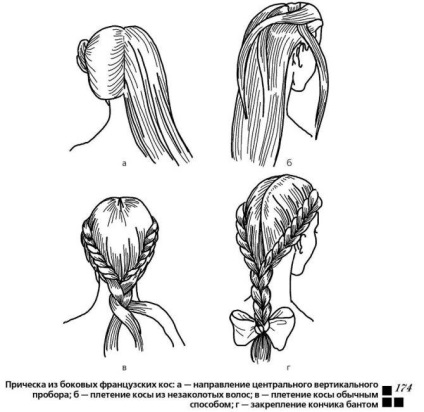 а
б
в
г
Прическа из боковых французских кос: а — направление центрального вертикального
пробора; б — плетение косы из незаколотых волос; в — плетение косы обычным
способом; г — закрепление кончика бантом
174